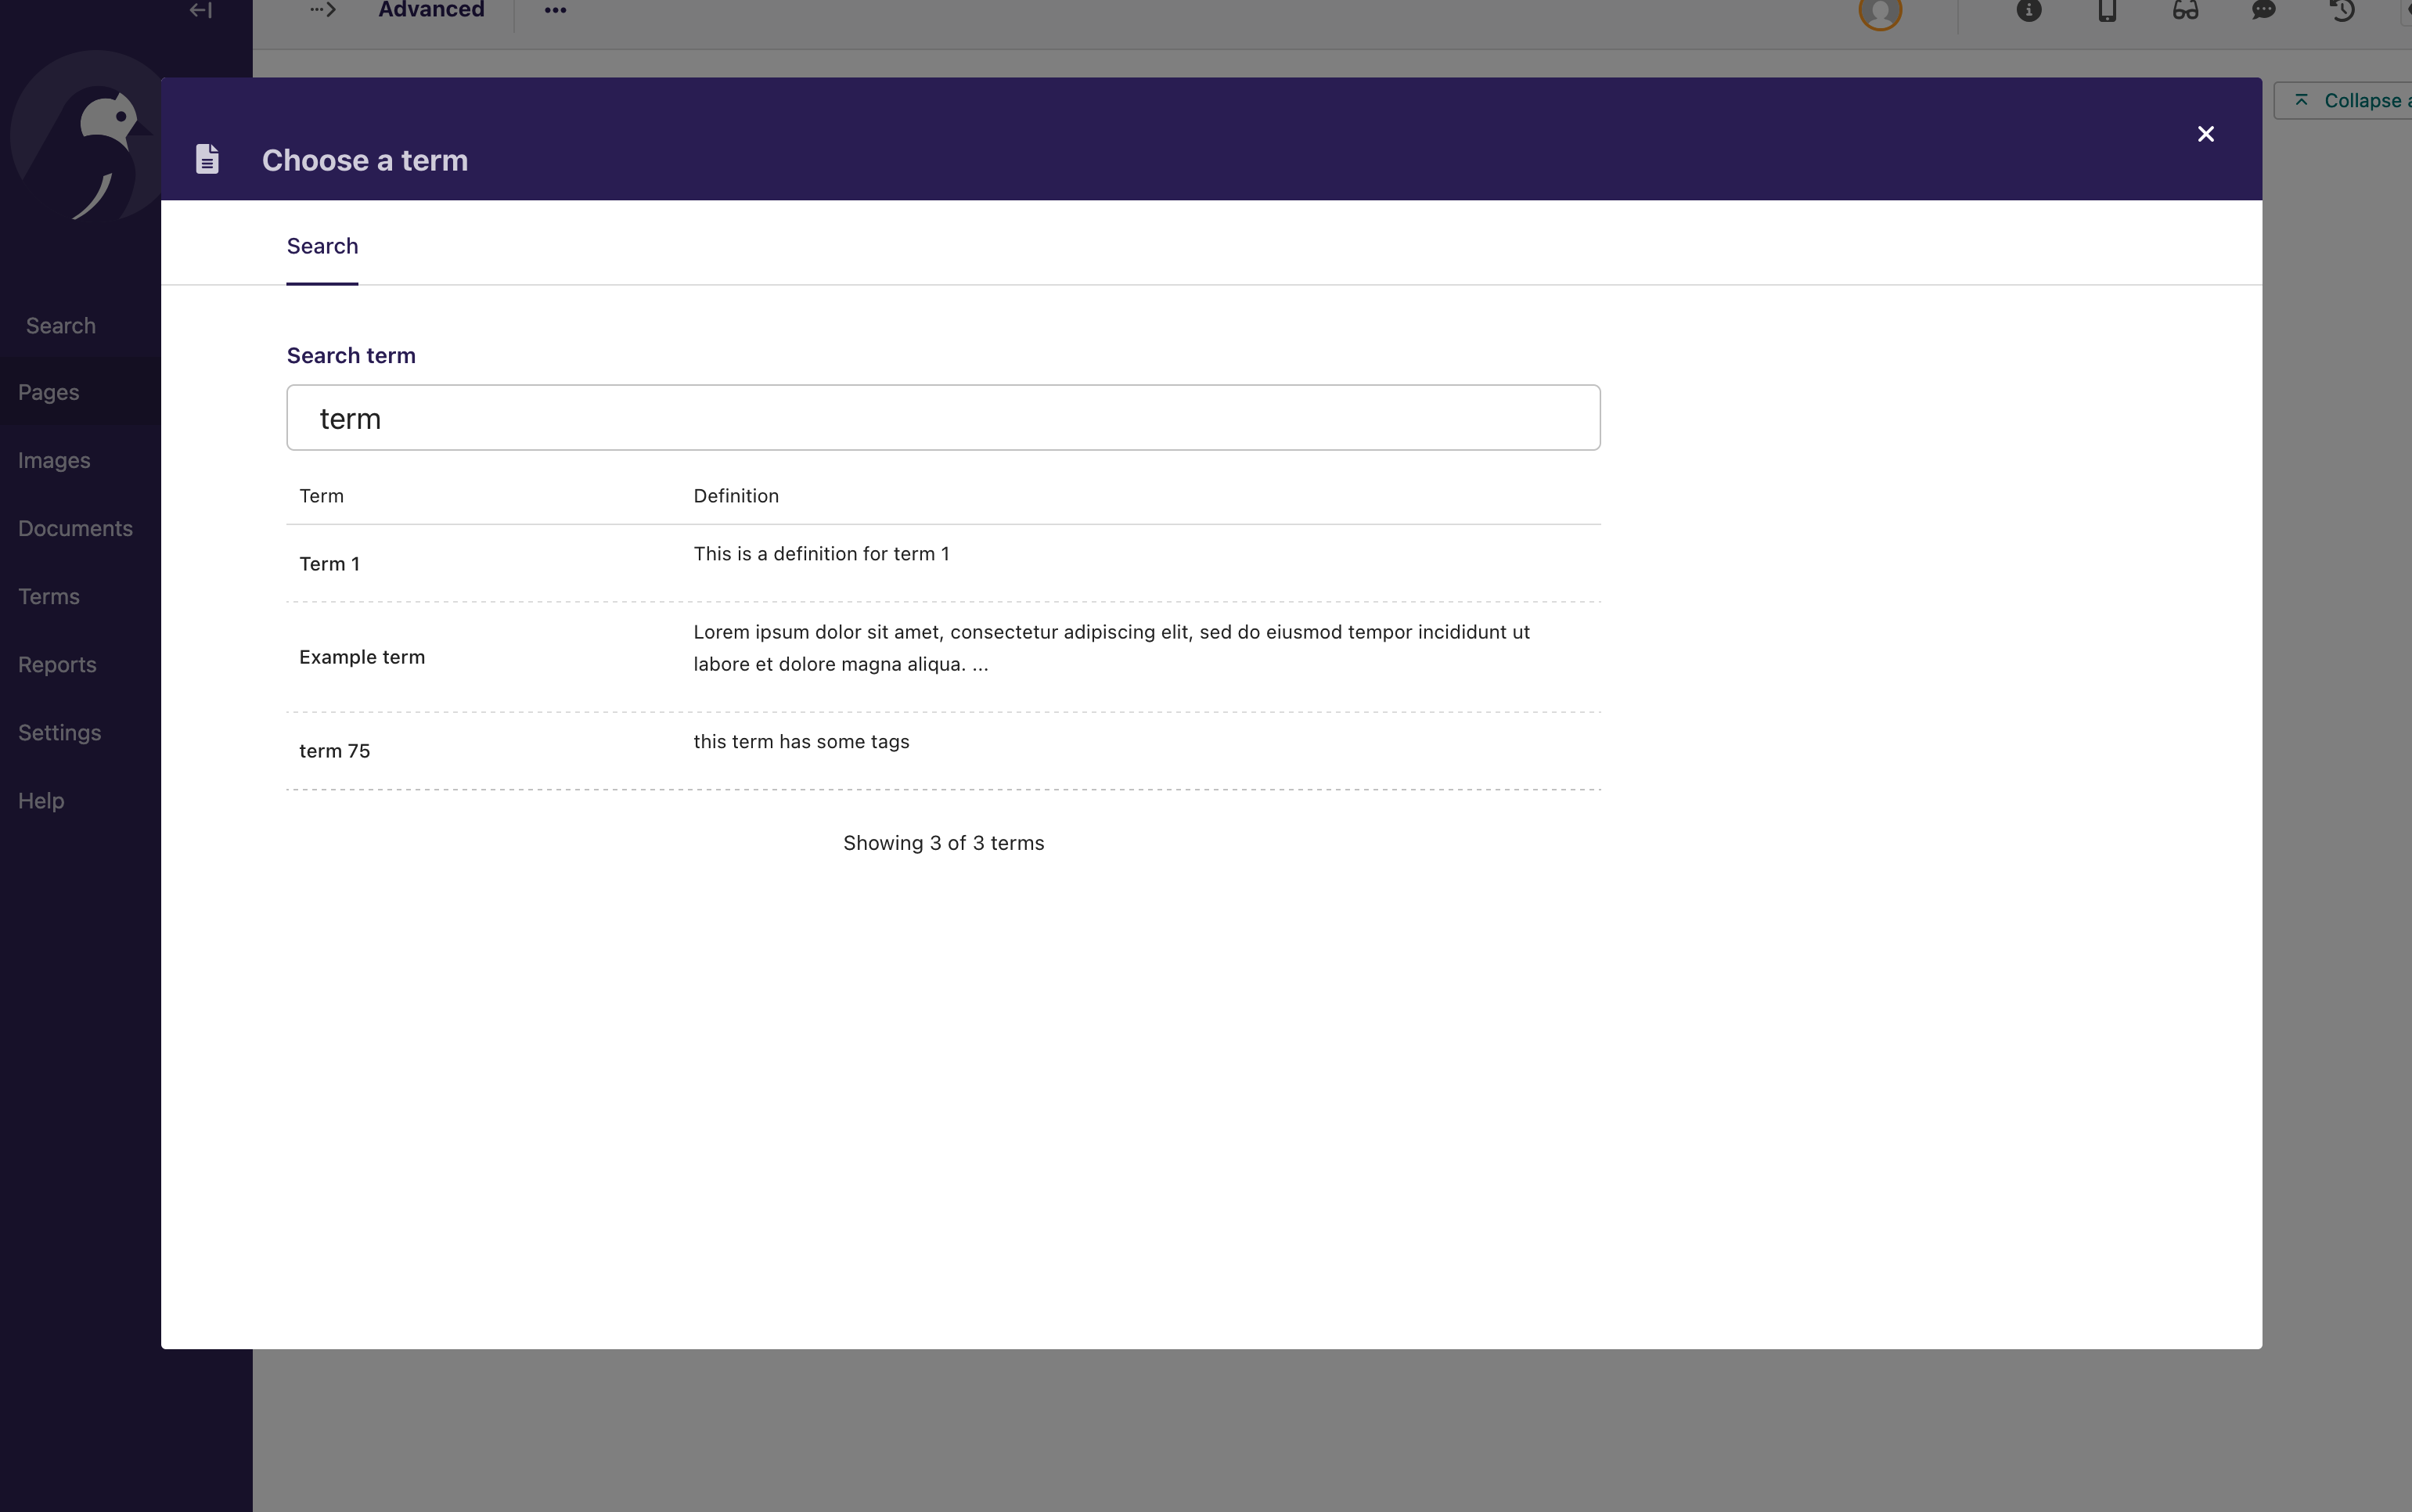 Advanced
Collapse
Choose a term
Search
Search
Pages
Images
Documents
Terms
Reports
Settings
Help
Search term
term
Term Definition
Term 1 This is a definition for term 1
Example term Lorem ipsum dolor sit amet, consectetur adipiscing elit, sed do eiusmod tempor incididunt ut
labore et dolore magna aliqua. ...
term 75 this term has some tags
Showing 3 of 3 terms